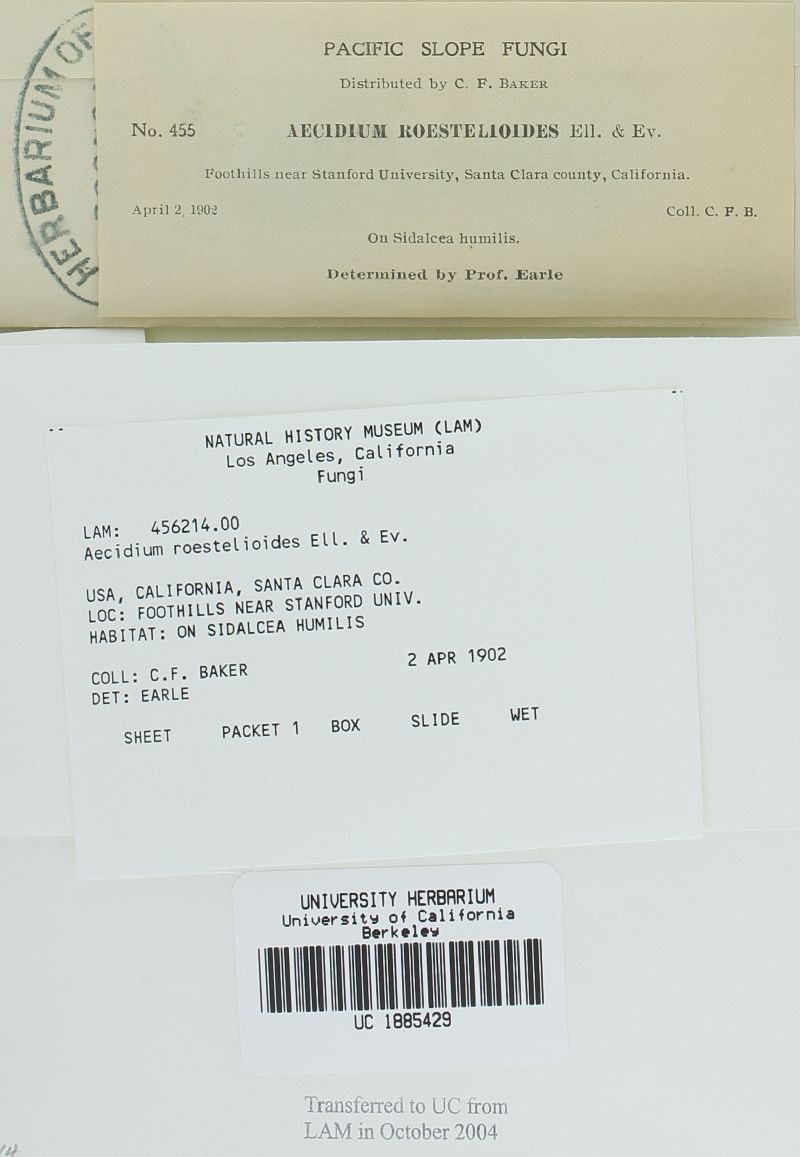 HERBARIUM OF
PACIFIC SLOPE FUNGI
Distributed by C. F. BAKER
No. 455 AECIDIUM ROESTELIOIDES Ell. & Ev.
Foothills near Stanford University, Santa Clara county, California.
April 2, 1902 Coll. C. F. B.
On Sidalcea humilis.
Determined by Prof. Earle
NATURAL HISTORY MUSEUM (LAM)
Los Angeles, California
Fungi
LAM: 456214.00
Aecidium roestelioides Ell. & Ev.
USA, CALIFORNIA, SANTA CLARA CO.
LOC: FOOTHILLS NEAR STANFORD UNIV.
HABITAT: ON SIDALCEA HUMILIS
COLL: C.F. BAKER 2 APR 1902
DET: EARLE
SHEET PACKET 1 BOX SLIDE WET
UNIVERSITY HERBARIUM
University of California
Berkeley
UC 1885429
Transferred to UC from
LAM in October 2004